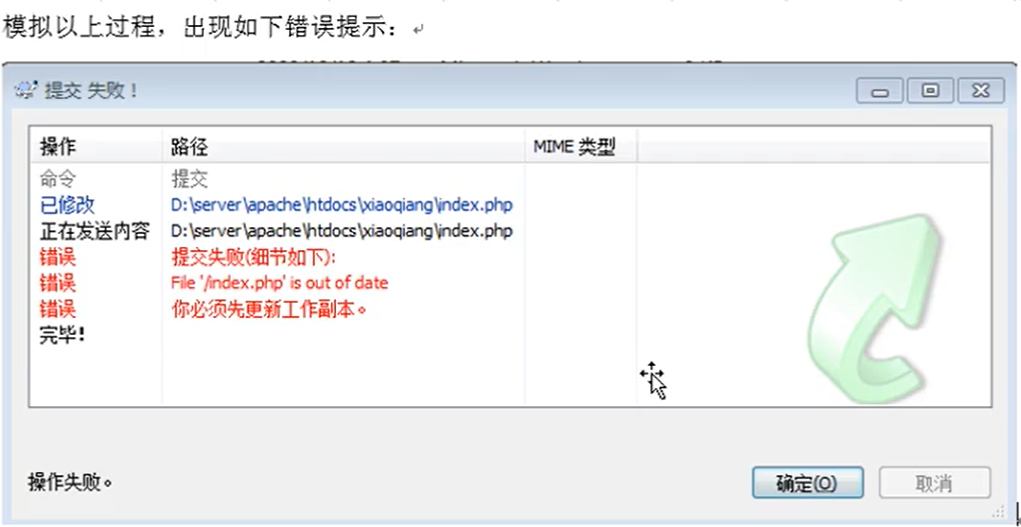 模拟以上过程，出现如下错误提示：
提交 失败！
操作 路径 MIME 类型
命令 提交
已修改 D:\server\apache\htdocs\xiaoqiang\index.php
正在发送内容 D:\server\apache\htdocs\xiaoqiang\index.php
错误 提交失败(细节如下):
错误 File '/index.php' is out of date
错误 你必须先更新工作副本。
完毕!
操作失败。 确定(O) 取消